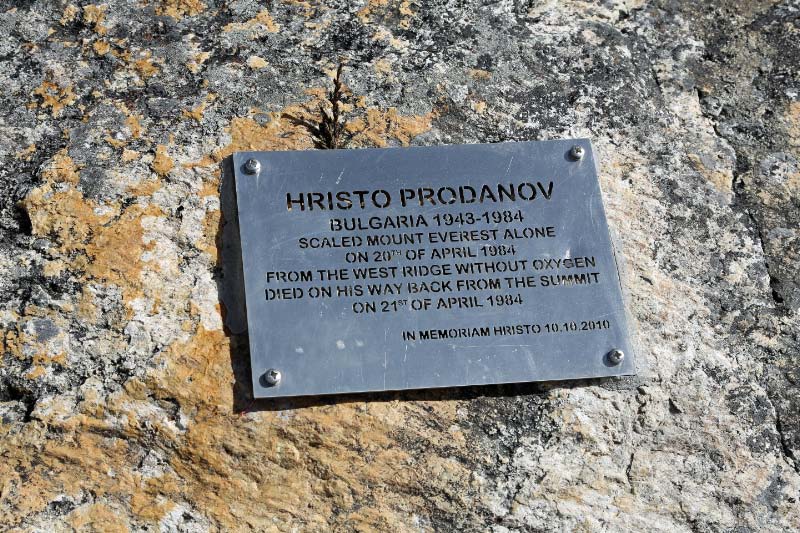 HRISTO PRODANOV
BULGARIA 1943-1984
SCALED MOUNT EVEREST ALONE
ON 20TH OF APRIL 1984
FROM THE WEST RIDGE WITHOUT OXYGEN
DIED ON HIS WAY BACK FROM THE SUMMIT
ON 21ST OF APRIL 1984
IN MEMORIAM HRISTO 10.10.2010